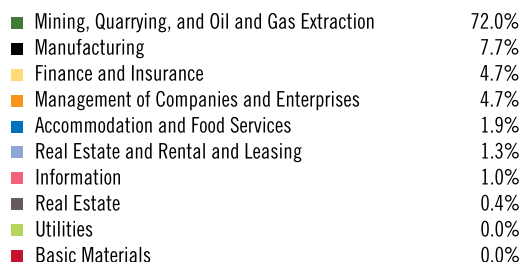 Mining, Quarrying, and Oil and Gas Extraction 72.0%
Manufacturing 7.7%
Finance and Insurance 4.7%
Management of Companies and Enterprises 4.7%
Accommodation and Food Services 1.9%
Real Estate and Rental and Leasing 1.3%
Information 1.0%
Real Estate 0.4%
Utilities 0.0%
Basic Materials 0.0%